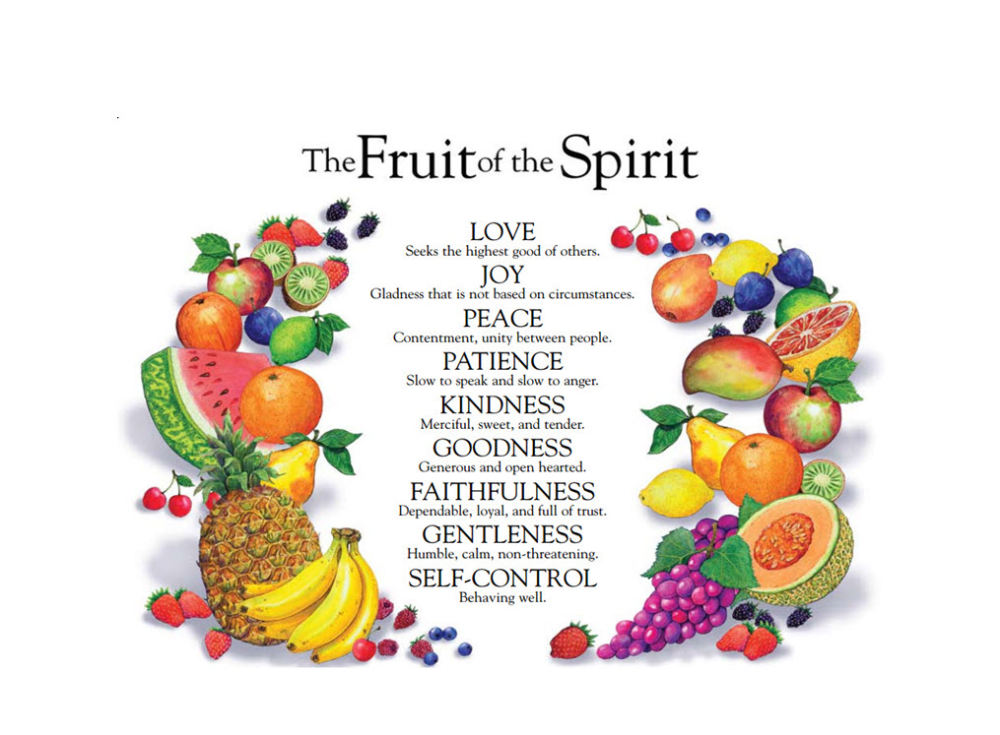 The Fruit of the Spirit
LOVE
Seeks the highest good of others.
JOY
Gladness that is not based on circumstances.
PEACE
Contentment, unity between people.
PATIENCE
Slow to speak and slow to anger.
KINDNESS
Merciful, sweet, and tender.
GOODNESS
Generous and open hearted.
FAITHFULNESS
Dependable, loyal, and full of trust.
GENTLENESS
Humble, calm, non-threatening.
SELF-CONTROL
Behaving well.